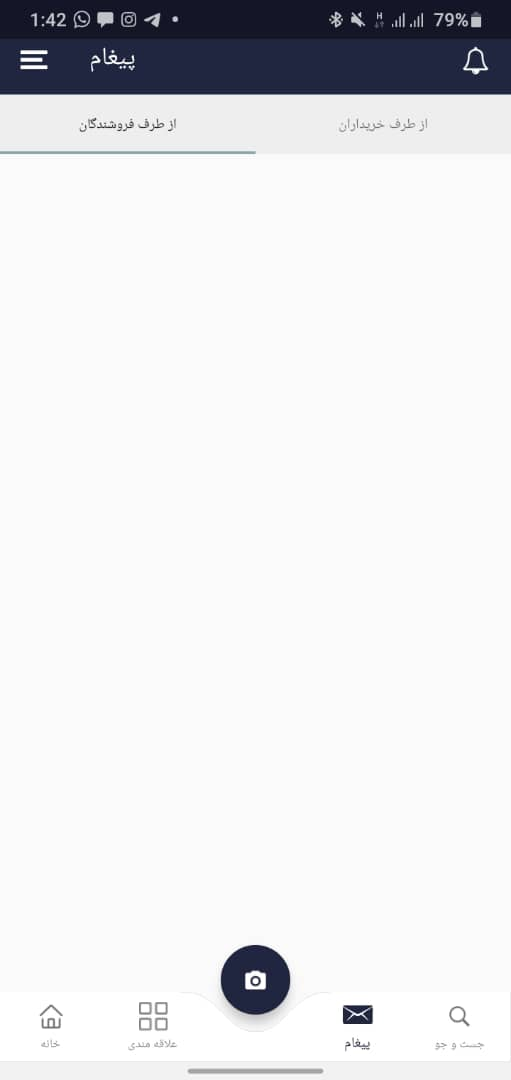 1:42
H
79%
پیغام
از طرف فروشندگان
از طرف خریداران
خانه
علاقه مندی
پیغام
جست و جو